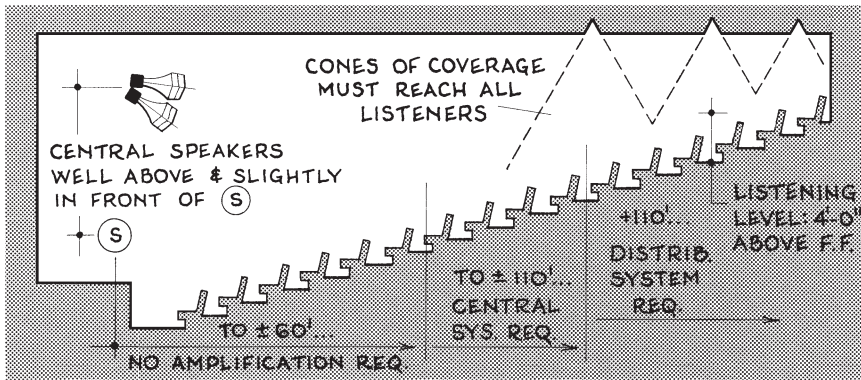 CONES OF COVERAGE
MUST REACH ALL
LISTENERS
CENTRAL SPEAKERS
WELL ABOVE & SLIGHTLY
IN FRONT OF S
S
LISTENING
LEVEL: 4'-0"
ABOVE F.F.
+110'...
DISTRIB.
SYSTEM
REQ.
TO ± 110'...
CENTRAL
SYS. REQ.
TO ± 60'...
NO AMPLIFICATION REQ.